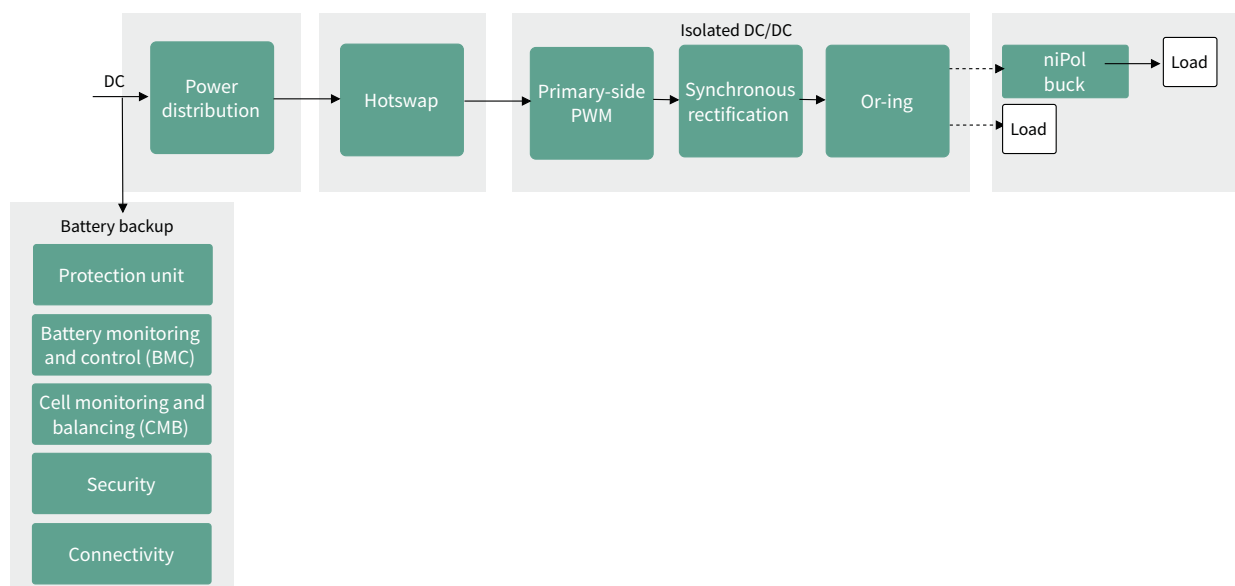 Isolated DC/DC
DC
Power
distribution
Hotswap
Primary-side
PWM
Synchronous
rectification
Or-ing
niPol
buck
Load
Load
Battery backup
Protection unit
Battery monitoring
and control (BMC)
Cell monitoring and
balancing (CMB)
Security
Connectivity